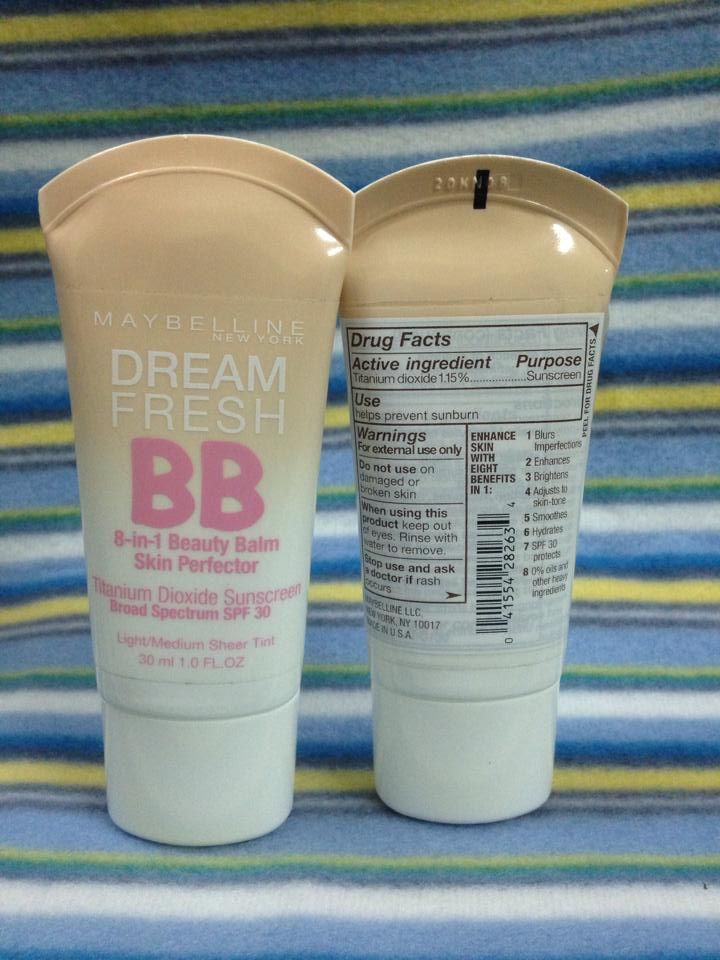 MAYBELLINE
NEW YORK
DREAM
FRESH
BB
8-in-1 Beauty Balm
Skin Perfector
Titanium Dioxide Sunscreen
Broad Spectrum SPF 30
Light/Medium Sheer Tint
30 ml 1.0 FL.OZ
Drug Facts
Active ingredient Purpose
Titanium dioxide 1.15%......................Sunscreen
Use
helps prevent sunburn
Warnings
For external use only
Do not use on
damaged or
broken skin
When using this
product keep out
of eyes. Rinse with
water to remove.
Stop use and ask
a doctor if rash
occurs
MAYBELLINE LLC,
NEW YORK, NY 10017
MADE IN U.S.A.
ENHANCE
SKIN
WITH
EIGHT
BENEFITS
IN 1:
1 Blurs
Imperfections
2 Enhances
3 Brightens
4 Adjusts to
skin-tone
5 Smoothes
6 Hydrates
7 SPF 30
protects
8 0% oils and
other heavy
ingredients
0 41554 28263 4
PEEL FOR DRUG FACTS